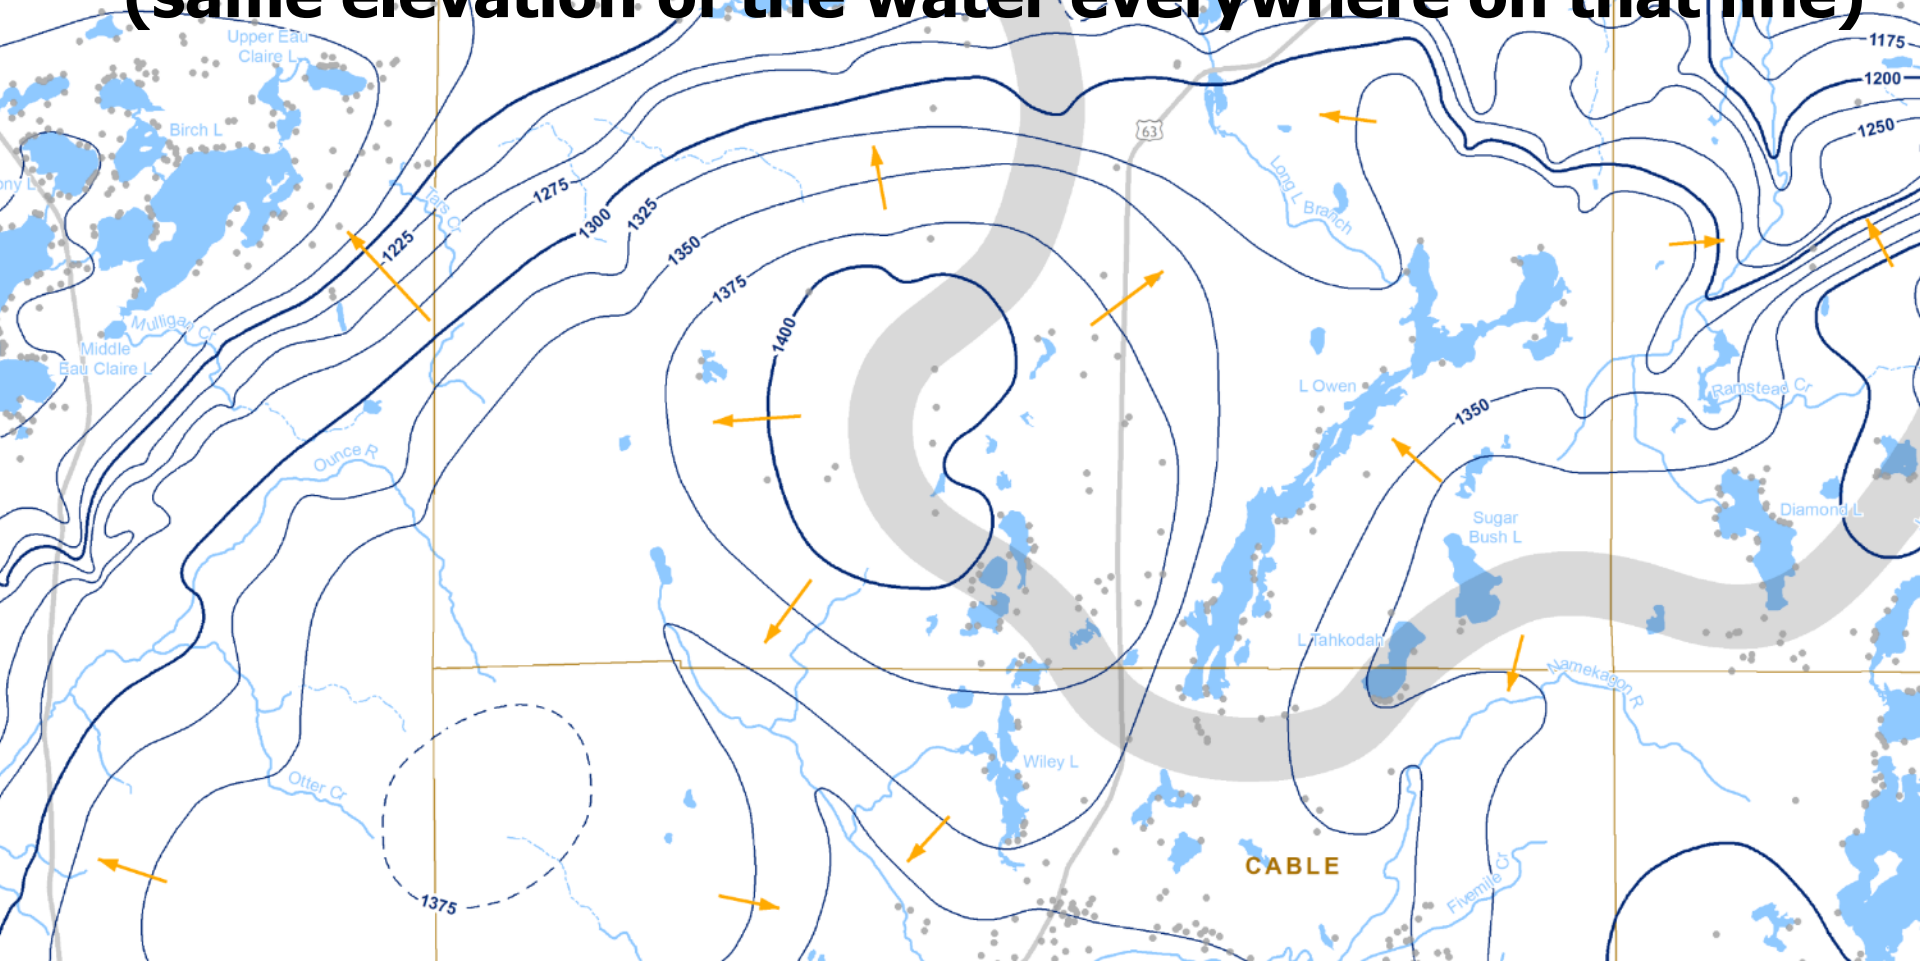 (same elevation of the water everywhere on that line)
Upper Eau
Claire L
Birch L
Tars Cr
Mulligan Cr
Middle
Eau Claire L
1225
1275
1300
1325
1350
1375
1400
63
Long L Branch
1175
1200
1250
L Owen
1350
Ramstead Cr
Ounce R
Sugar
Bush L
Diamond L
L Tahkodah
Namekagon R
Wiley L
Otter Cr
CABLE
Fivemile Cr
1375